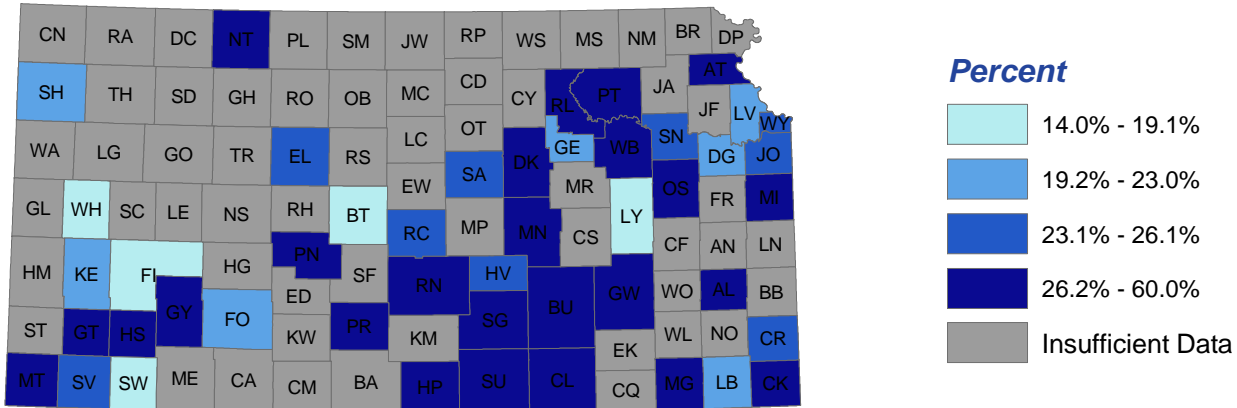 CN RA DC NT PL SM JW RP WS MS NM BR DP
SH TH SD GH RO OB MC CD CY RL PT JA AT
JF LV WY
WA LG GO TR EL RS LC OT GE WB SN DG JO
SA DK EW MR OS FR MI
GL WH SC LE NS RH BT RC MP MN CS LY CF AN LN
HM KE FI HG PN SF RN HV BU GW WO AL BB
ED
ST GT HS GY FO KW PR KM SG EK WL NO CR
MT SV SW ME CA CM BA HP SU CL CQ MG LB CK
Percent
14.0% - 19.1%
19.2% - 23.0%
23.1% - 26.1%
26.2% - 60.0%
Insufficient Data